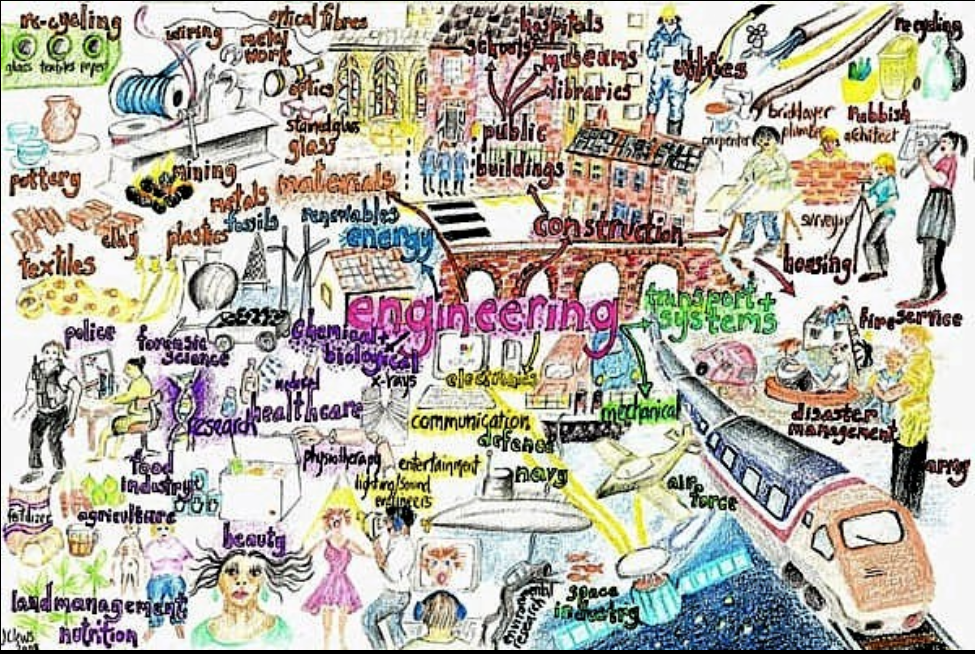 re-cycling
glass textiles paper
wiring
optical fibres
metal
work
optics
stained glass
glass
pottery
mining
metals
materials
clay
plastics
fossils
textiles
renewables
energy
hospitals
schools
museums
libraries
public
buildings
utilities
recycling
rubbish
bricklayer
plumber
carpenter
architect
surveyor
construction
housing
engineering
transport +
systems
fire service
police
forensic
science
chemical +
biological
medical
healthcare
x-rays
research
electronics
communication
defence
mechanical
disaster
management
army
physiotherapy
entertainment
lighting/sound
engineers
navy
air
force
food
industry
fertilizer
agriculture
beauty
land management
nutrition
space
industry
research